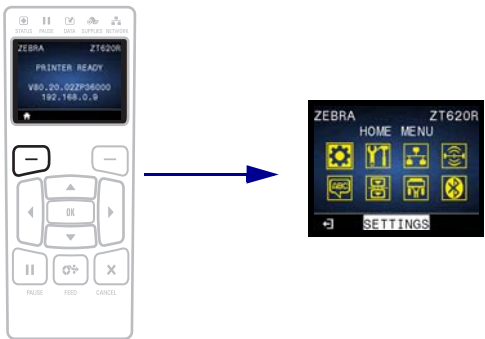 STATUS PAUSE DATA SUPPLIES NETWORK
ZEBRA ZT620R
PRINTER READY
V80.20.02ZP36000
192.168.0.9
OK
PAUSE FEED CANCEL
ZEBRA ZT620R
HOME MENU
ABC
SETTINGS